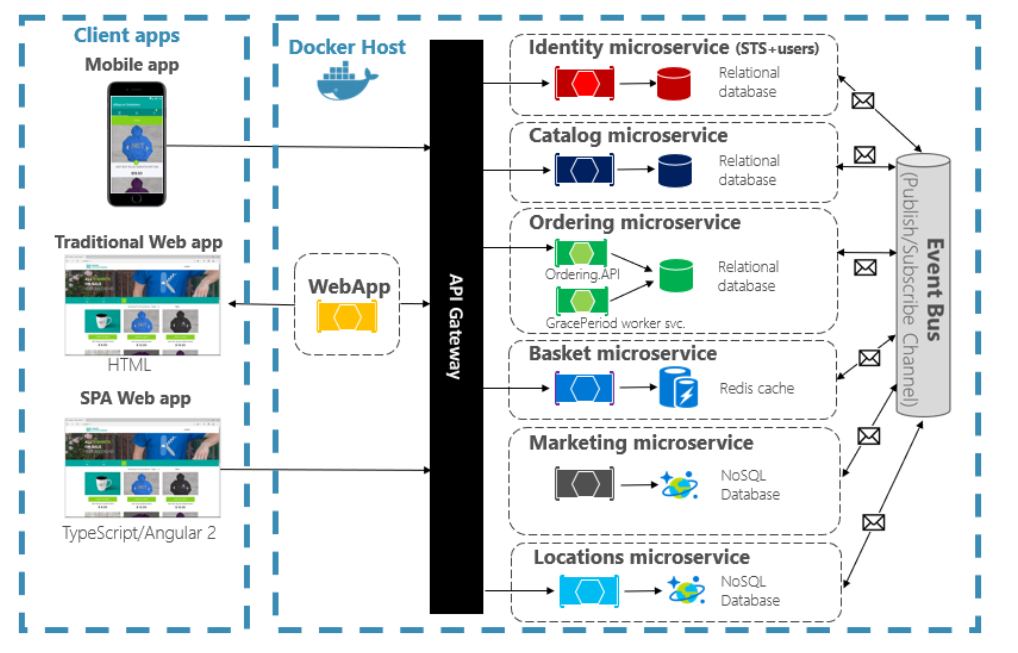 Client apps
Mobile app
Traditional Web app
HTML
SPA Web app
TypeScript/Angular 2
Docker Host
WebApp
API Gateway
Identity microservice (STS+users)
Relational
database
Catalog microservice
Relational
database
Ordering microservice
Ordering.API
GracePeriod worker svc.
Relational
database
Basket microservice
Redis cache
Marketing microservice
NoSQL
Database
Locations microservice
NoSQL
Database
Event Bus
(Publish/Subscribe Channel)